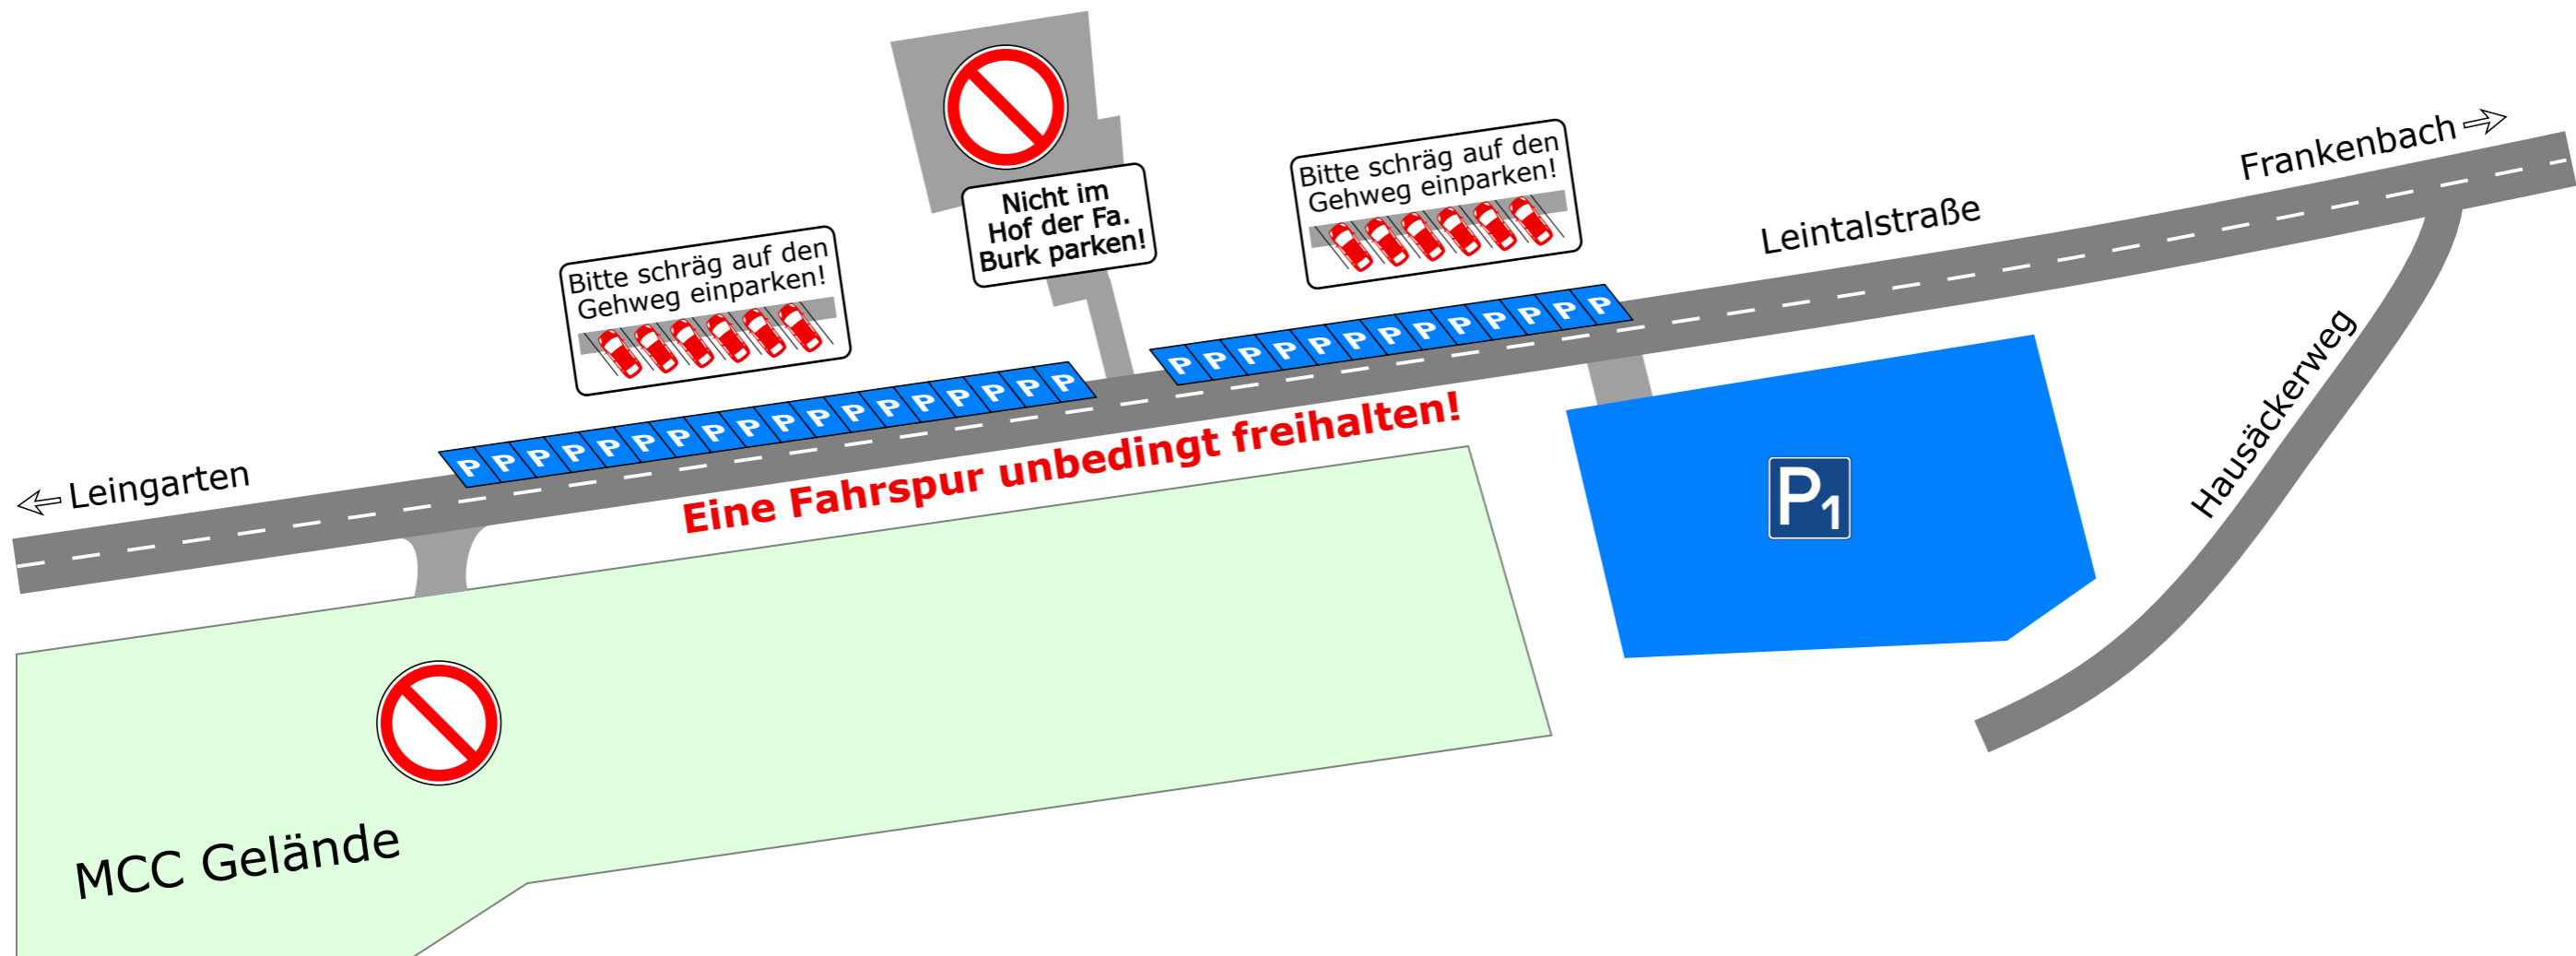 Nicht im
Hof der Fa.
Burk parken!
Bitte schräg auf den
Gehweg einparken!
Bitte schräg auf den
Gehweg einparken!
Frankenbach
Leintalstraße
P P P P P P P P P P P P P
P P P P P P P P P P P P P P P P P P
Leingarten
Eine Fahrspur unbedingt freihalten!
Hausäckerweg
P1
MCC Gelände